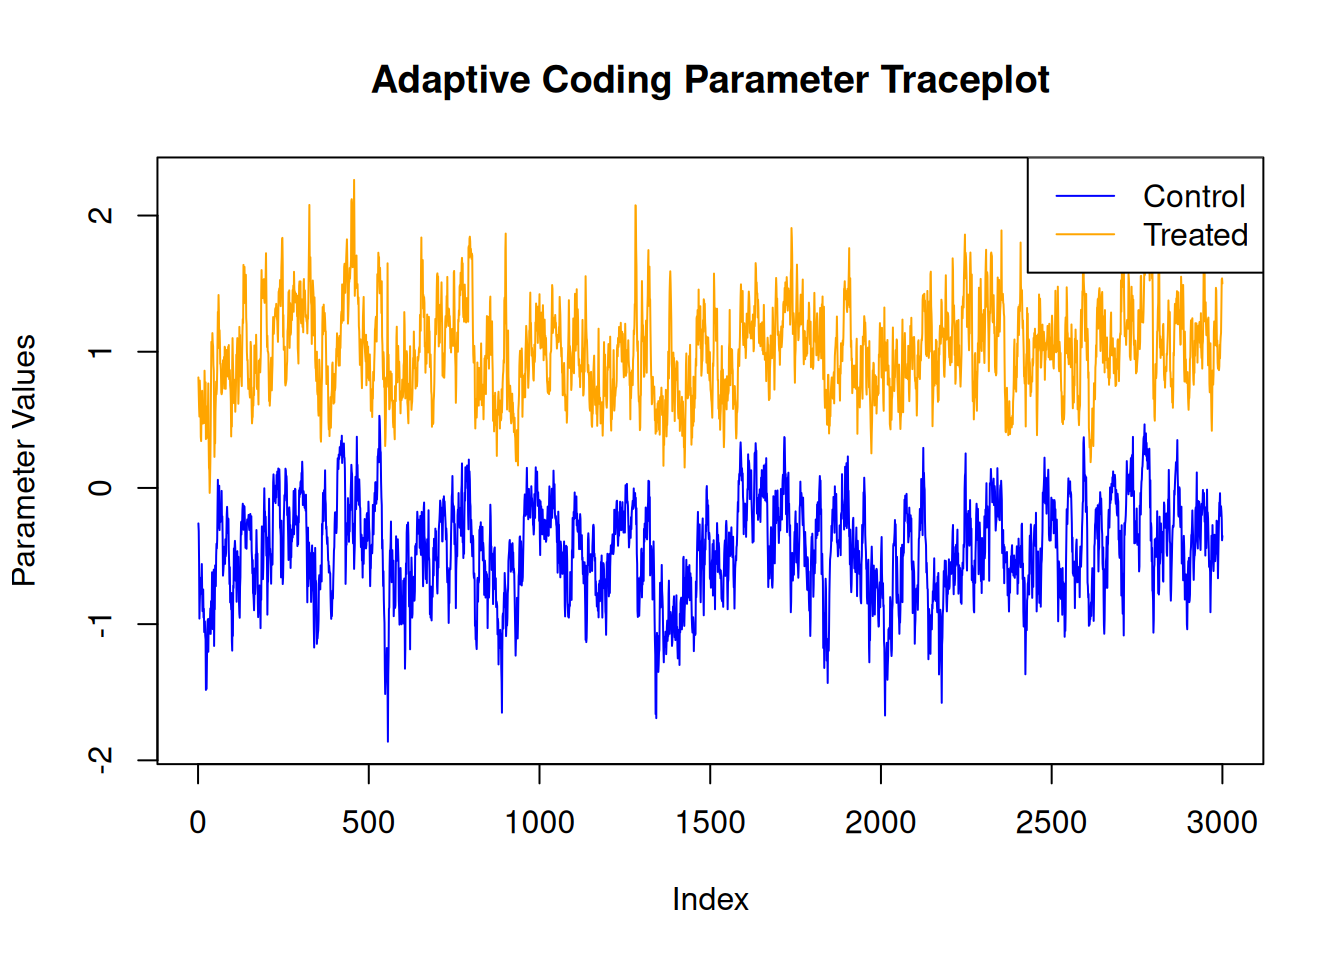 Adaptive Coding Parameter Traceplot
Control
Treated
Parameter Values
2
1
0
-1
-2
0 500 1000 1500 2000 2500 3000
Index